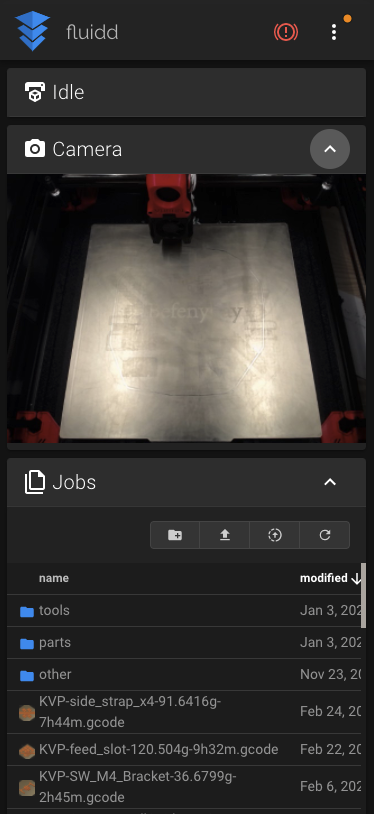 fluidd
Idle
Camera
Jobs
name modified
tools Jan 3, 202
parts Jan 3, 202
other Nov 23, 20
KVP-side_strap_x4-91.6416g-
7h44m.gcode Feb 24, 20
KVP-feed_slot-120.504g-9h32m.gcode Feb 22, 20
KVP-SW_M4_Bracket-36.6799g-
2h45m.gcode Feb 6, 202